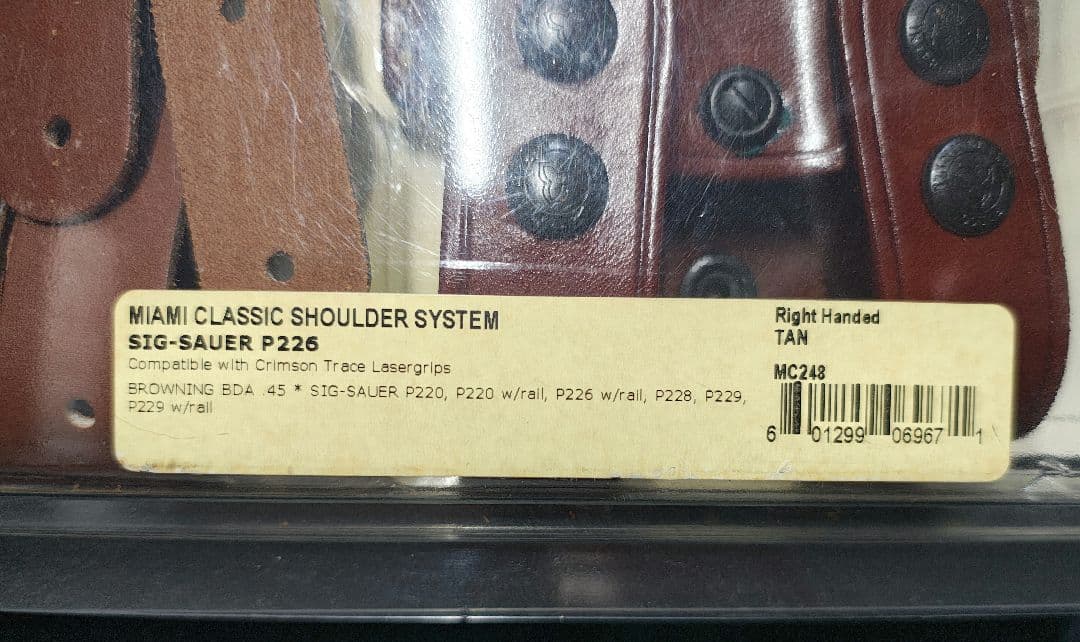 MIAMI CLASSIC SHOULDER SYSTEM
SIG-SAUER P226
Compatible with Crimson Trace Lasergrips
BROWNING BDA .45 * SIG-SAUER P220, P220 w/rail, P226 w/rail, P228, P229,
P229 w/rail
Right Handed
TAN
MC248
6 01299 06967 1